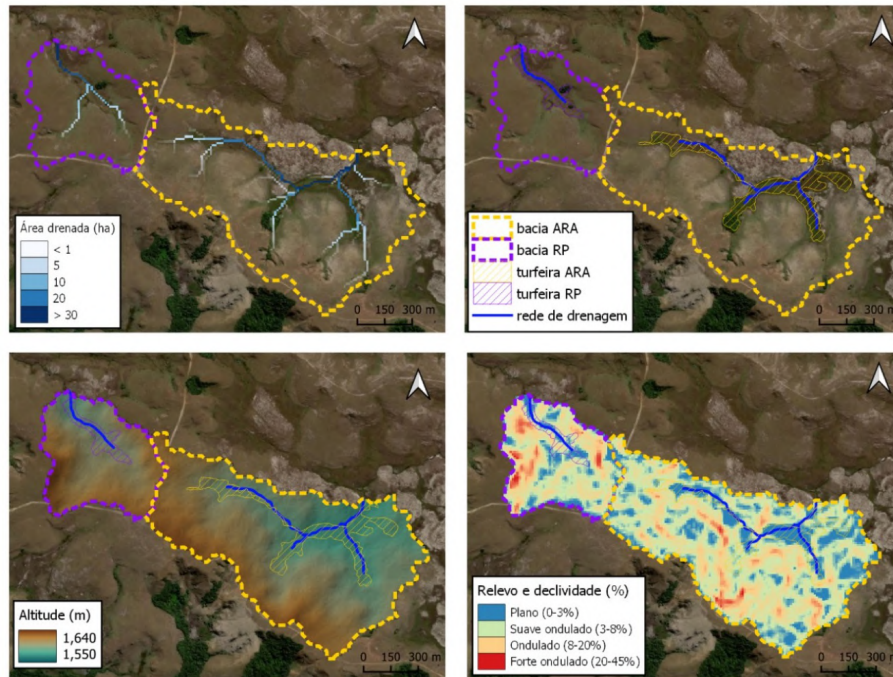 Área drenada (ha)
< 1
5
10
20
> 30
0 150 300 m
bacia ARA
bacia RP
turfeira ARA
turfeira RP
rede de drenagem
0 150 300 m
Altitude (m)
1,640
1,550
0 150 300 m
Relevo e declividade (%)
Plano (0-3%)
Suave ondulado (3-8%)
Ondulado (8-20%)
Forte ondulado (20-45%)
0 150 300 m